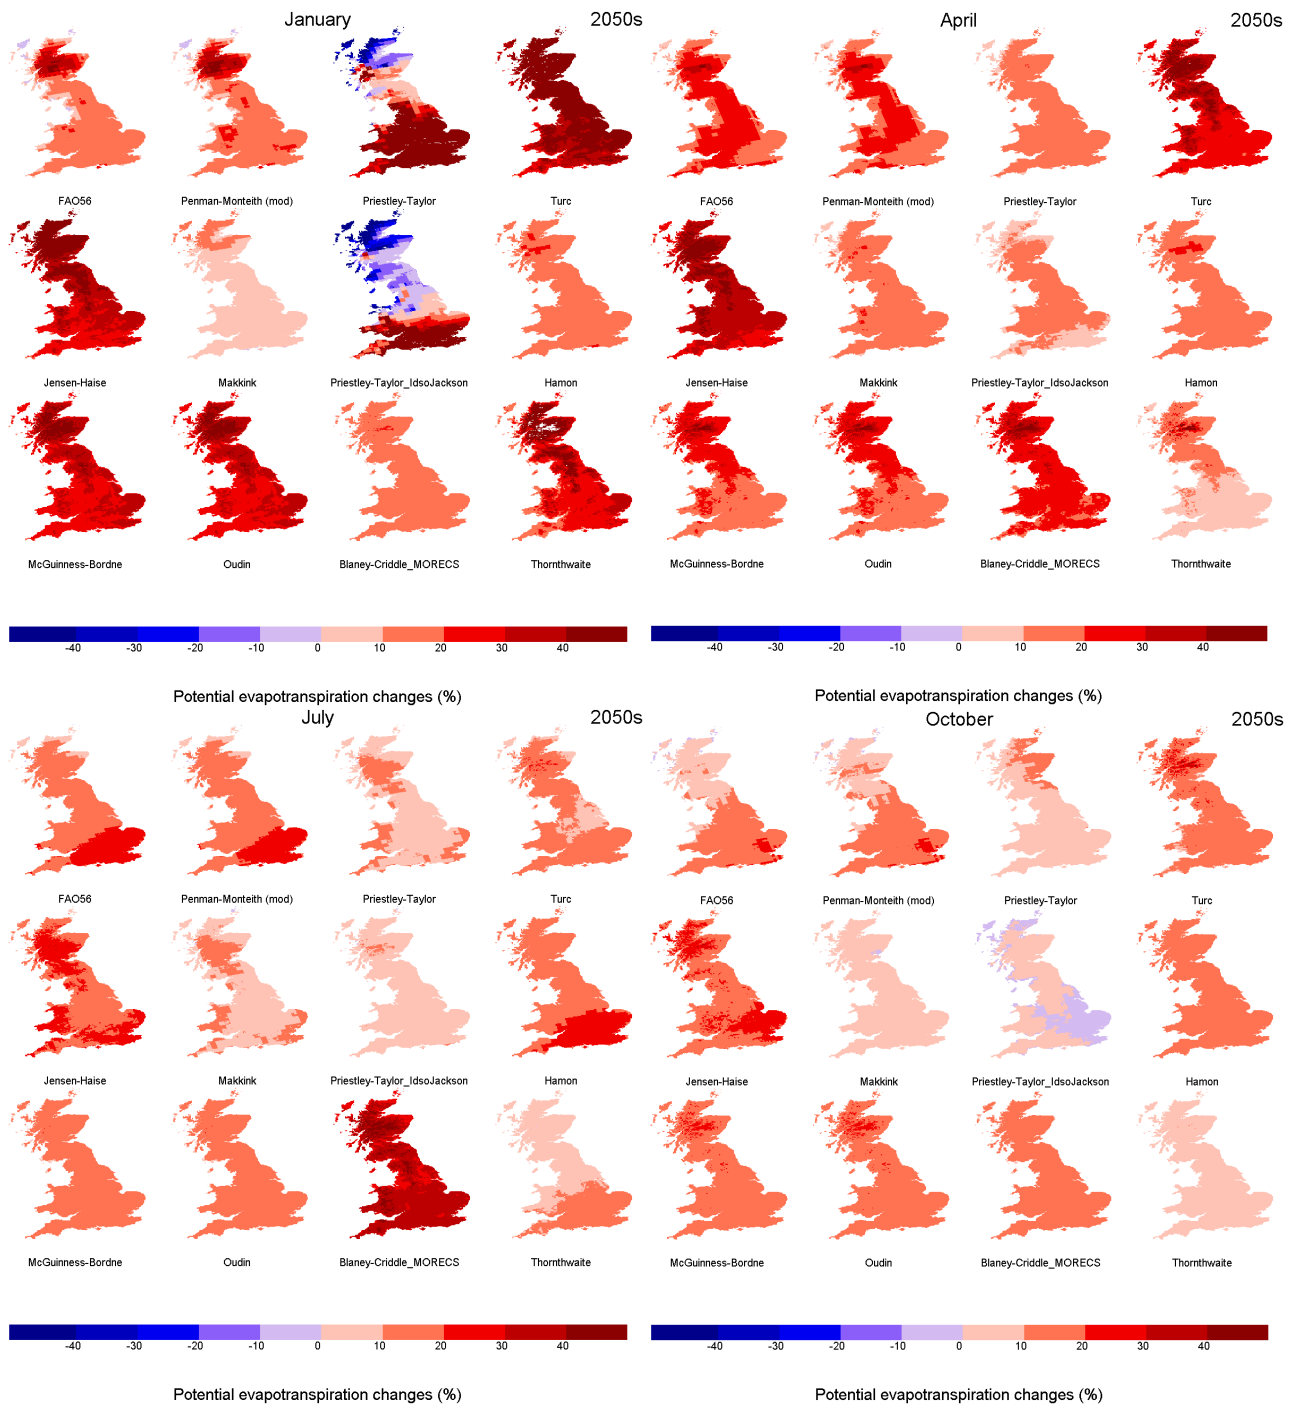 January 2050s
FAO56 Penman-Monteith (mod) Priestley-Taylor Turc
Jensen-Haise Makkink Priestley-Taylor_IdsoJackson Hamon
McGuinness-Bordne Oudin Blaney-Criddle_MORECS Thornthwaite
-40 -30 -20 -10 0 10 20 30 40
Potential evapotranspiration changes (%)
April 2050s
FAO56 Penman-Monteith (mod) Priestley-Taylor Turc
Jensen-Haise Makkink Priestley-Taylor_IdsoJackson Hamon
McGuinness-Bordne Oudin Blaney-Criddle_MORECS Thornthwaite
-40 -30 -20 -10 0 10 20 30 40
Potential evapotranspiration changes (%)
July 2050s
FAO56 Penman-Monteith (mod) Priestley-Taylor Turc
Jensen-Haise Makkink Priestley-Taylor_IdsoJackson Hamon
McGuinness-Bordne Oudin Blaney-Criddle_MORECS Thornthwaite
-40 -30 -20 -10 0 10 20 30 40
Potential evapotranspiration changes (%)
October 2050s
FAO56 Penman-Monteith (mod) Priestley-Taylor Turc
Jensen-Haise Makkink Priestley-Taylor_IdsoJackson Hamon
McGuinness-Bordne Oudin Blaney-Criddle_MORECS Thornthwaite
-40 -30 -20 -10 0 10 20 30 40
Potential evapotranspiration changes (%)